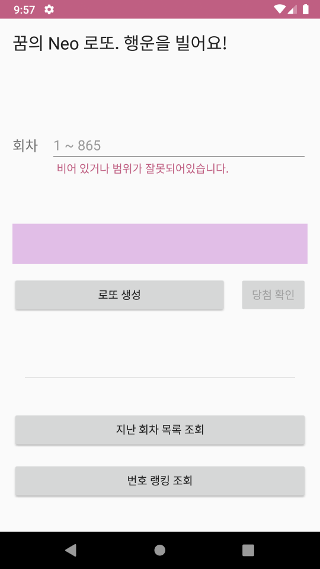 9:57
꿈의 Neo 로또. 행운을 빌어요!
회차 1 ~ 865
비어 있거나 범위가 잘못되어있습니다.
로또 생성 당첨 확인
지난 회차 목록 조회
번호 랭킹 조회